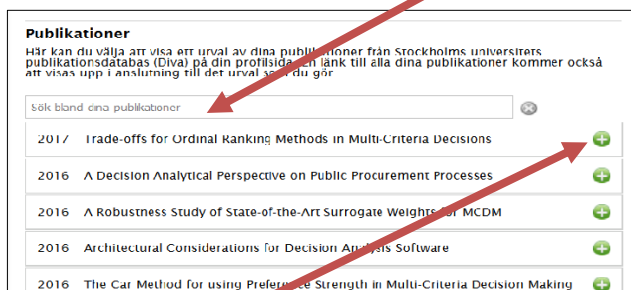 Publikationer
Här kan du välja att visa ett urval av dina publikationer från Stockholms universitets
publikationsdatabas (Diva) på din profilsida. En länk till alla dina publikationer kommer också
att visas upp i anslutning till det urval som du gör
Sök bland dina publikationer
2017 Trade-offs for Ordinal Ranking Methods in Multi-Criteria Decisions
2016 A Decision Analytical Perspective on Public Procurement Processes
2016 A Robustness Study of State-of-the-Art Surrogate Weights for MCDM
2016 Architectural Considerations for Decision Analysis Software
2016 The Car Method for using Preference Strength in Multi-Criteria Decision Making